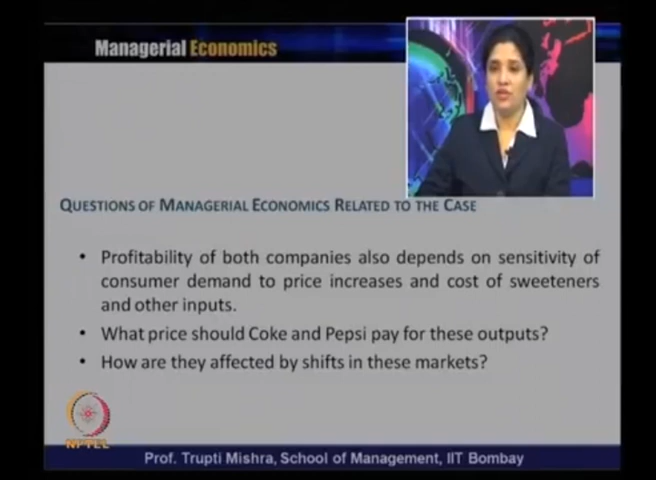 Managerial Economics
QUESTIONS OF MANAGERIAL ECONOMICS RELATED TO THE CASE
• Profitability of both companies also depends on sensitivity of
consumer demand to price increases and cost of sweeteners
and other inputs.
• What price should Coke and Pepsi pay for these outputs?
• How are they affected by shifts in these markets?
NPTEL
Prof. Trupti Mishra, School of Management, IIT Bombay